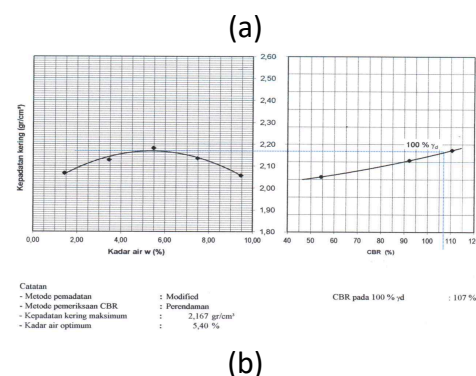 (a)
Kepadatan kering (gr/cm³)
2,60
2,50
2,40
2,30
2,20
2,10
2,00
1,90
1,80
0,00 2,00 4,00 6,00 8,00 10,00
Kadar air w (%)
100 % γd
40 50 60 70 80 90 100 110
CBR (%)
Catatan
- Metode pemadatan : Modified
- Metode pemeriksaan CBR : Perendaman
- Kepadatan kering maksimum : 2,167 gr/cm³
- Kadar air optimum : 5,40 %
CBR pada 100 % γd : 107 %
(b)